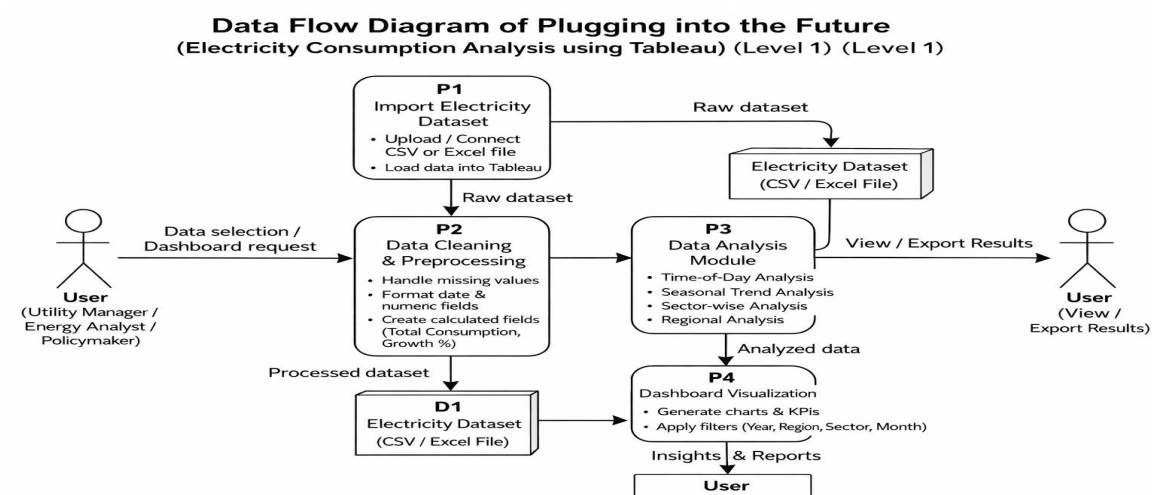 Data Flow Diagram of Plugging into the Future
(Electricity Consumption Analysis using Tableau) (Level 1) (Level 1)
P1
Import Electricity
Dataset
• Upload / Connect
CSV or Excel file
• Load data into Tableau
Raw dataset
Electricity Dataset
(CSV / Excel File)
Raw dataset
Data selection /
Dashboard request
User
(Utility Manager /
Energy Analyst /
Policymaker)
P2
Data Cleaning
& Preprocessing
• Handle missing values
• Format date &
numeric fields
• Create calculated fields
(Total Consumption,
Growth %)
P3
Data Analysis
Module
• Time-of-Day Analysis
• Seasonal Trend Analysis
• Sector-wise Analysis
• Regional Analysis
View / Export Results
User
(View /
Export Results)
Processed dataset
Analyzed data
D1
Electricity Dataset
(CSV / Excel File)
P4
Dashboard Visualization
• Generate charts & KPIs
• Apply filters (Year, Region, Sector, Month)
Insights & Reports
User